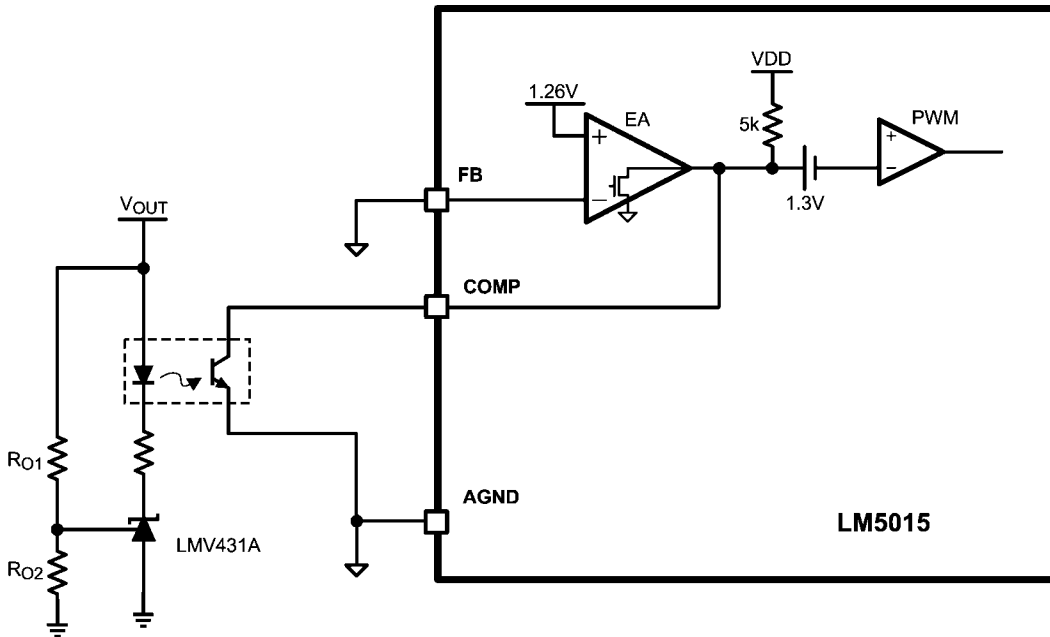 VDD
1.26V
EA
5k
PWM
+
+
FB
−
−
1.3V
VOUT
COMP
RO1
AGND
LM5015
LMV431A
RO2